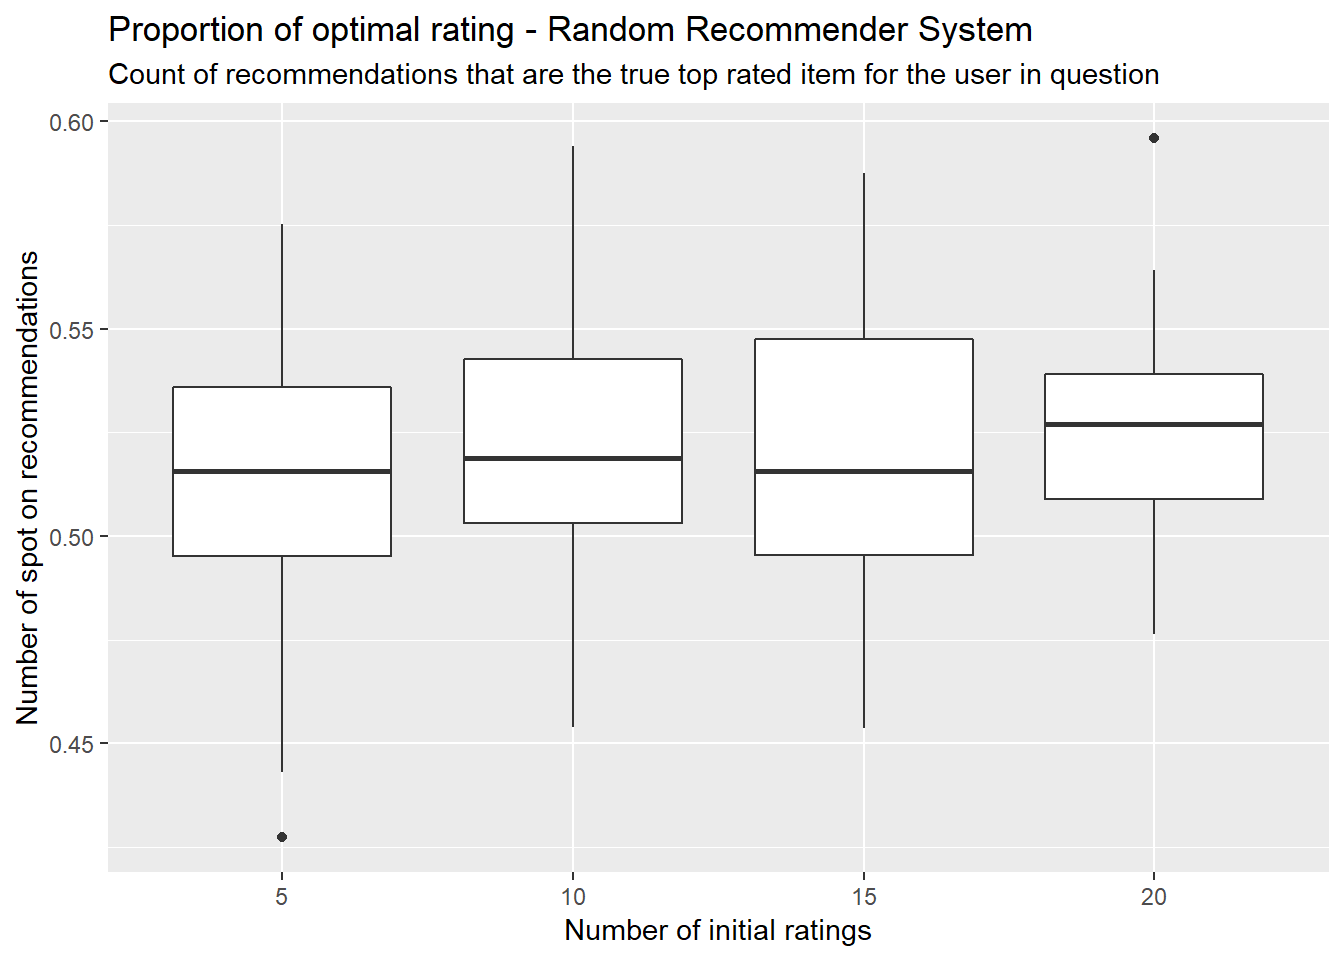 Proportion of optimal rating - Random Recommender System
Count of recommendations that are the true top rated item for the user in question
Number of spot on recommendations
0.60
0.55
0.50
0.45
5
10
15
20
Number of initial ratings